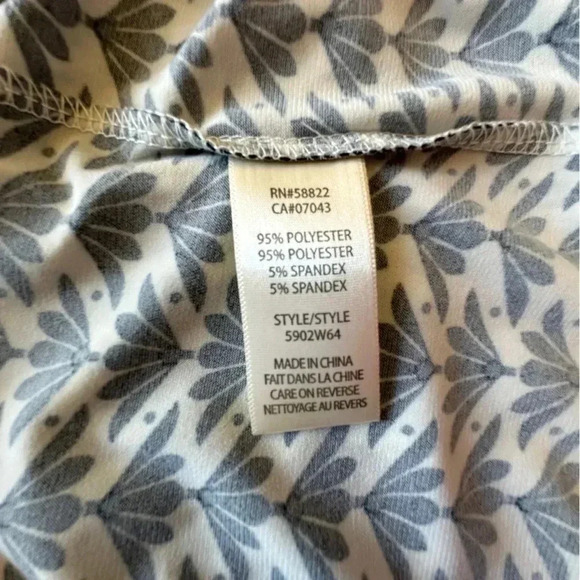 RN#58822
CA#07043
95% POLYESTER
95% POLYESTER
5% SPANDEX
5% SPANDEX
STYLE/STYLE
5902W64
MADE IN CHINA
FAIT DANS LA CHINE
CARE ON REVERSE
NETTOYAGE AU REVERS